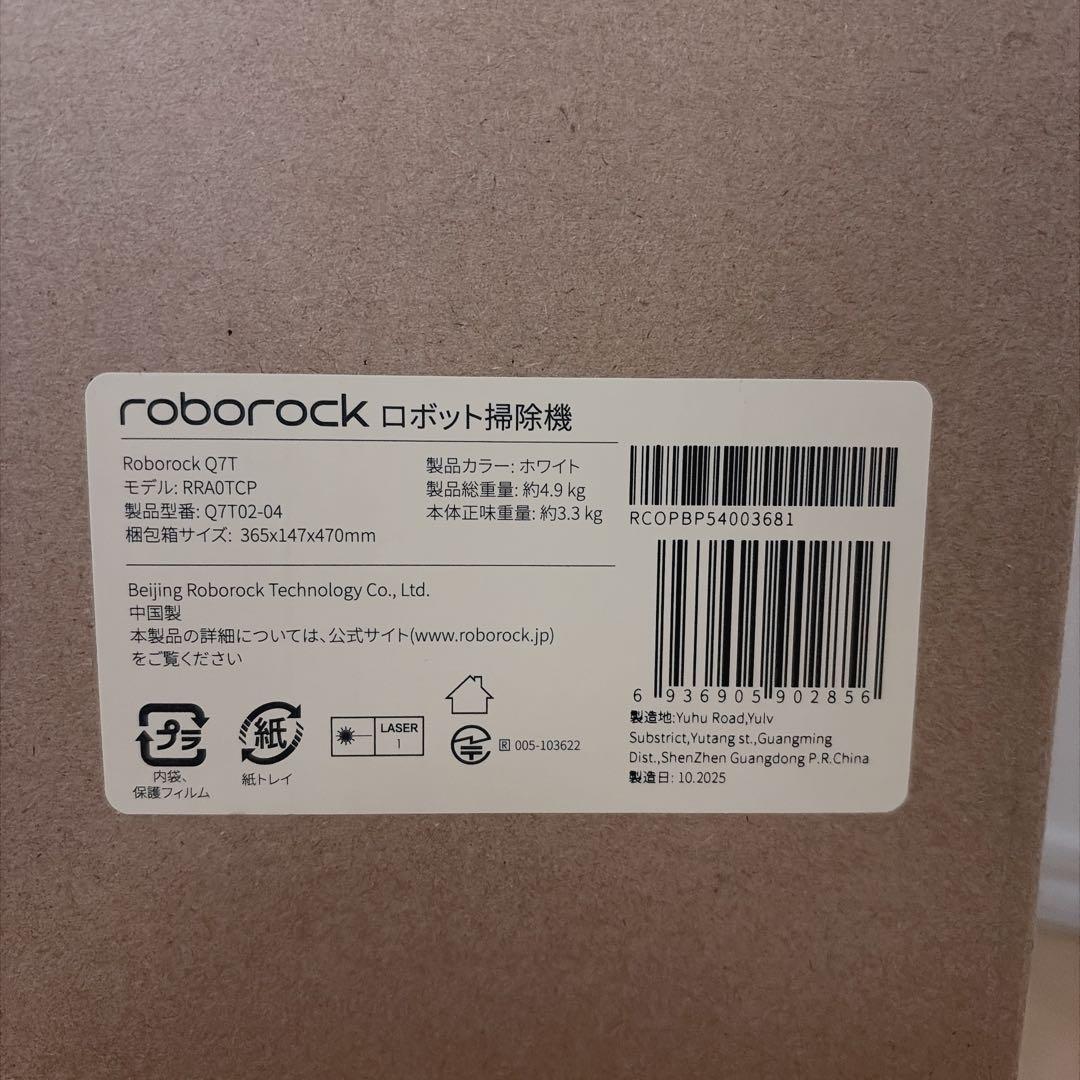 roborock ロボット掃除機
Roborock Q7T
モデル: RRA0TCP
製品型番: Q7T02-04
梱包箱サイズ: 365x147x470mm
製品カラー: ホワイト
製品総重量: 約4.9 kg
本体正味重量: 約3.3 kg
RCOPBP54003681
6 936905 902856
Beijing Roborock Technology Co., Ltd.
中国製
本製品の詳細については、公式サイト(www.roborock.jp)
をご覧ください
製造地:Yuhu Road,Yulv
Substrict,Yutang st.,Guangming
Dist.,ShenZhen Guangdong P.R.China
製造日: 10.2025
プラ
内袋、
保護フィルム
紙
紙トレイ
LASER
1
R 005-103622